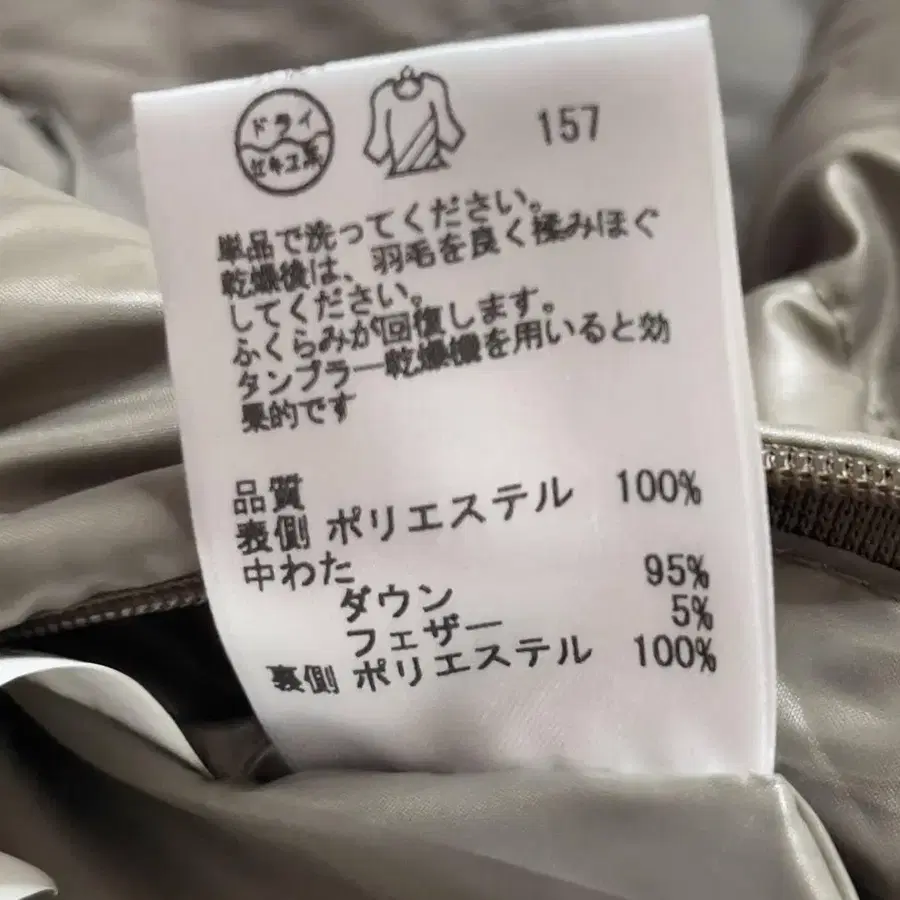 ドライ
セキユ系
157
単品で洗ってください。
乾燥後は、羽毛を良く揉みほぐ
してください。
ふくらみが回復します。
タンブラー乾燥機を用いると効
果的です
品質
表側 ポリエステル 100%
中わた
ダウン 95%
フェザー 5%
裏側 ポリエステル 100%